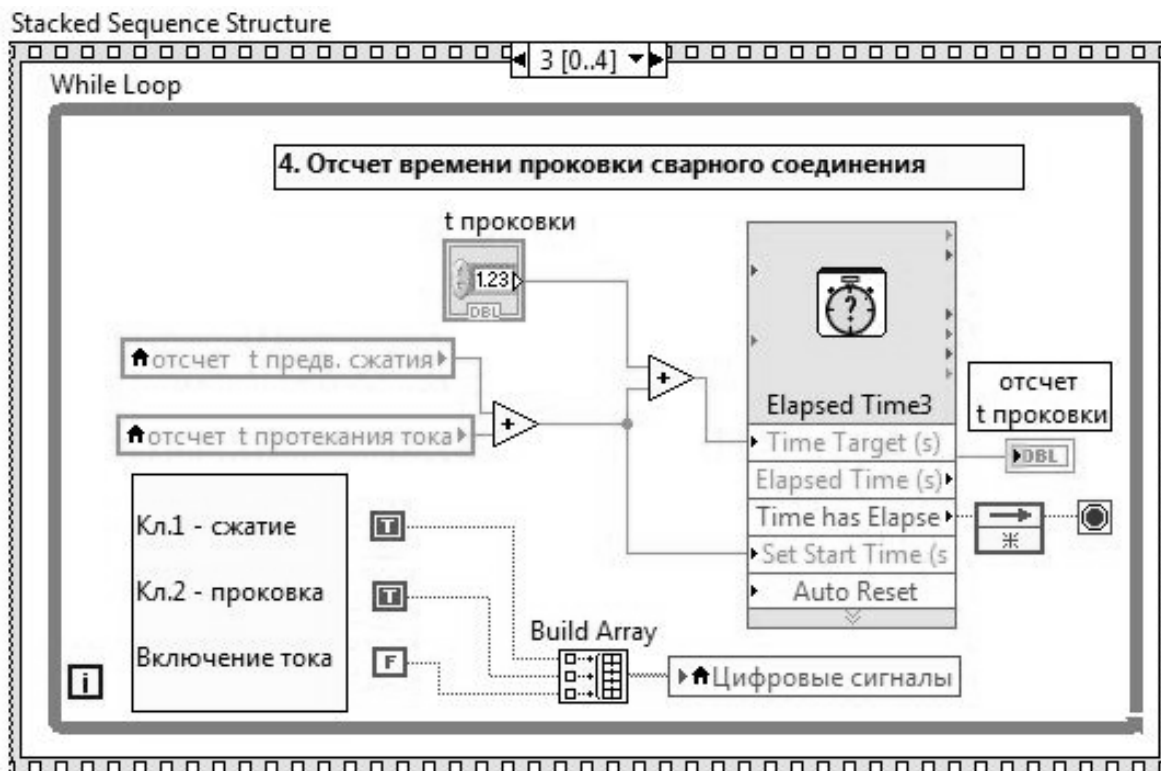 Stacked Sequence Structure
3 [0..4]
While Loop
4. Отсчет времени проковки сварного соединения
t проковки
1.23
DBL
отсчет t предв. сжатия
отсчет t протекания тока
?
Elapsed Time3
Time Target (s)
Elapsed Time (s)
Time has Elapse
Set Start Time (s
Auto Reset
отсчет
t проковки
DBL
Кл.1 - сжатие
T
Кл.2 - проковка
T
Включение тока
F
Build Array
Цифровые сигналы
i